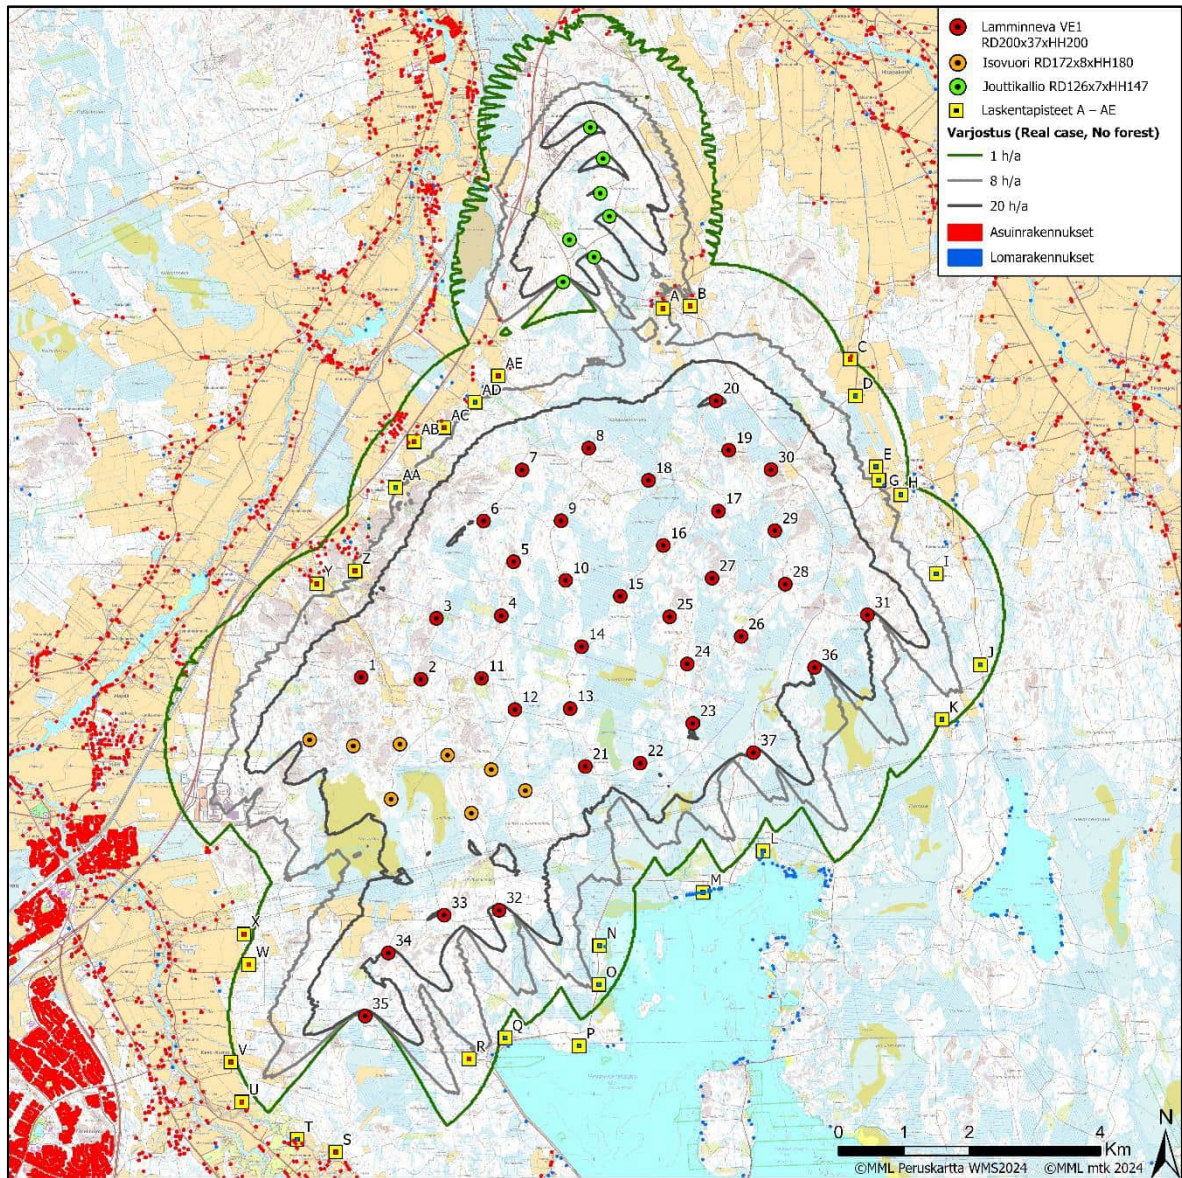 Lamminneva VE1
RD200x37xHH200
Isovuori RD172x8xHH180
Jouttikallio RD126x7xHH147
Laskentapisteet A – AE
Varjostus (Real case, No forest)
1 h/a
8 h/a
20 h/a
Asuinrakennukset
Lomarakennukset
A
B
C
AE
D
AD
20
AC
AB
8
19
E
7
18
30
AA
G
H
17
6
9
29
16
5
Z
I
Y
10
27
28
15
3
4
25
31
26
14
J
24
36
1
2
11
K
12
13
23
37
21
22
L
M
33
32
X
N
34
W
O
35
Q
P
R
V
U
T
S
N
0 1 2 4
Km
©MML Peruskartta WMS2024 ©MML mtk 2024